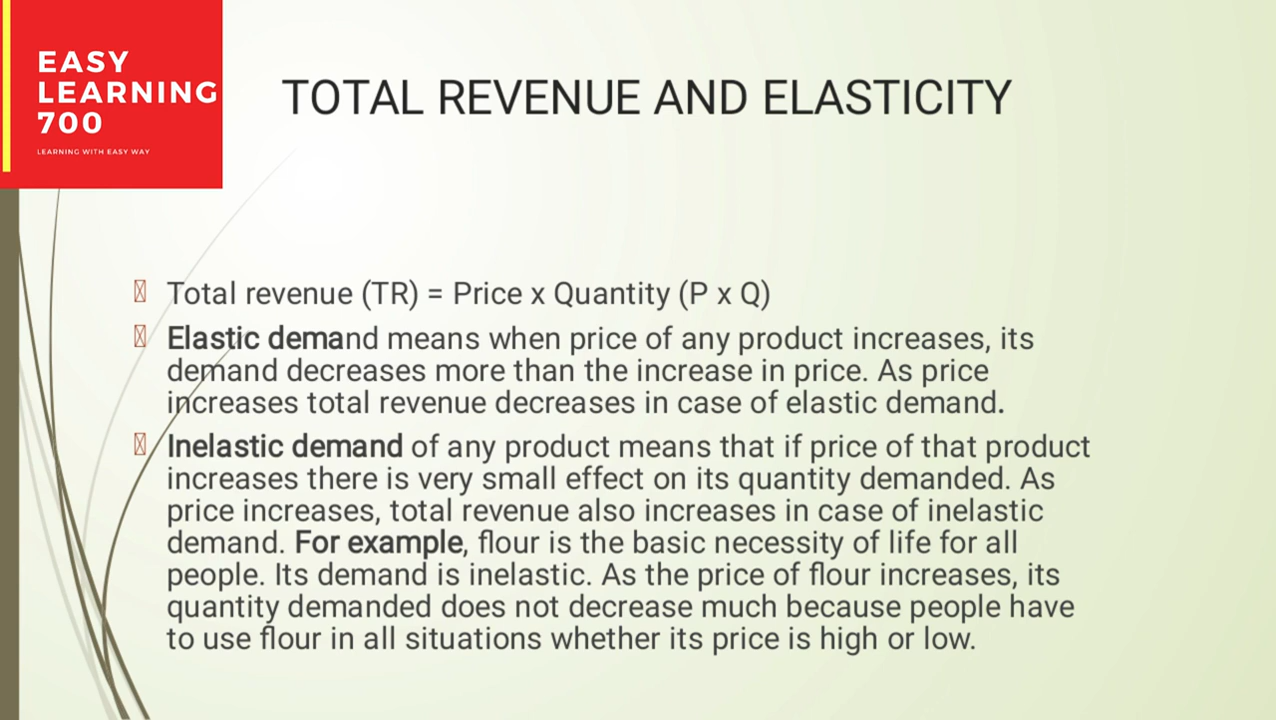 EASY
LEARNING
700
LEARNING WITH EASY WAY
TOTAL REVENUE AND ELASTICITY
Total revenue (TR) = Price x Quantity (P x Q)
Elastic demand means when price of any product increases, its
demand decreases more than the increase in price. As price
increases total revenue decreases in case of elastic demand.
Inelastic demand of any product means that if price of that product
increases there is very small effect on its quantity demanded. As
price increases, total revenue also increases in case of inelastic
demand. For example, flour is the basic necessity of life for all
people. Its demand is inelastic. As the price of flour increases, its
quantity demanded does not decrease much because people have
to use flour in all situations whether its price is high or low.